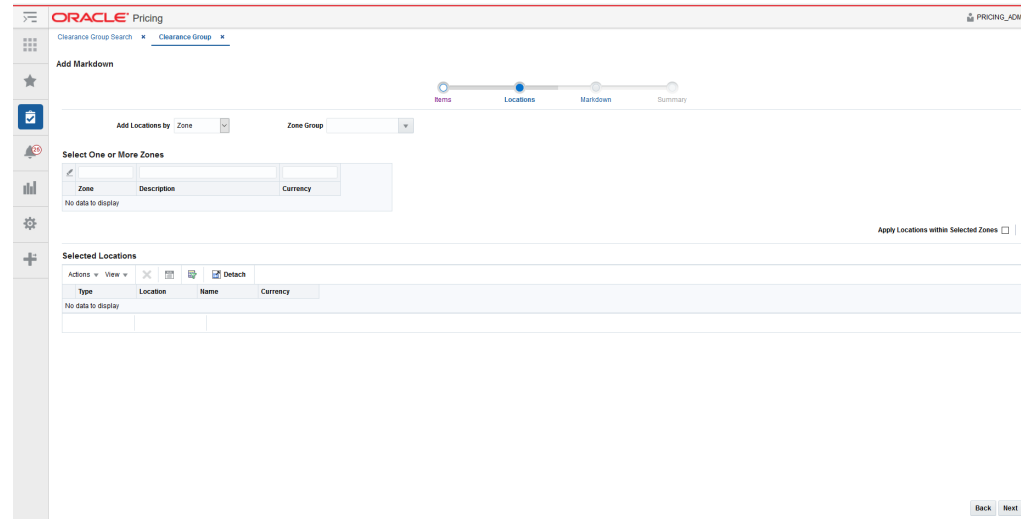 ORACLE Pricing
PRICING_ADM
Clearance Group Search × Clearance Group ×
Add Markdown
Items Locations Markdown Summary
Add Locations by Zone Zone Group
26
Select One or More Zones
Zone Description Currency
No data to display
Apply Locations within Selected Zones
Selected Locations
Actions View Detach
Type Location Name Currency
No data to display
Back Next